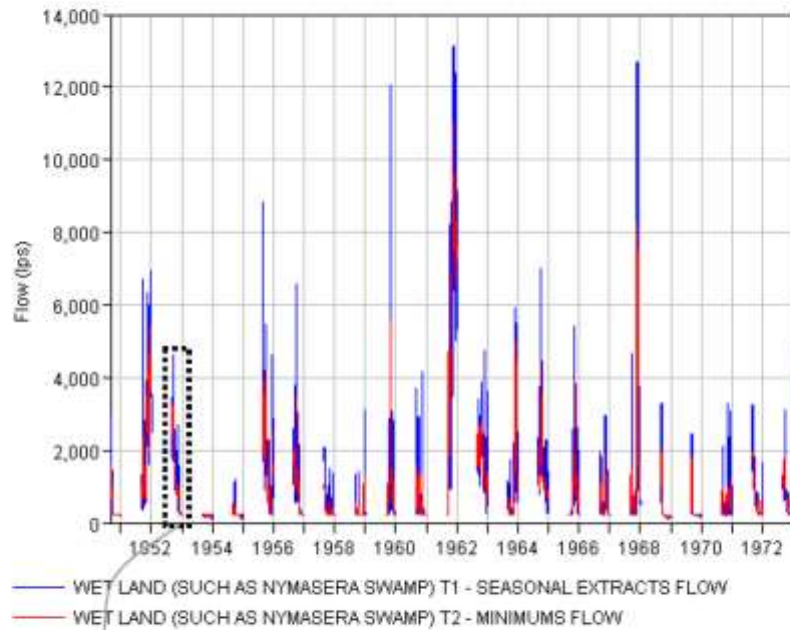 14,000
12,000
10,000
8,000
6,000
4,000
2,000
0
Flow (lps)
1952 1954 1956 1958 1960 1962 1964 1966 1968 1970 1972
WET LAND (SUCH AS NYMASERA SWAMP) T1 - SEASONAL EXTRACTS FLOW
WET LAND (SUCH AS NYMASERA SWAMP) T2 - MINIMUMS FLOW